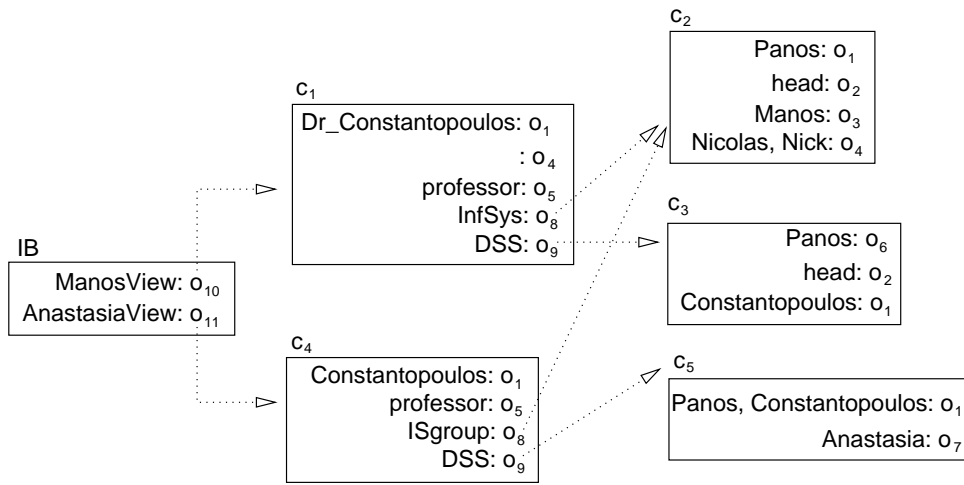 IB
ManosView: o₁₀
AnastasiaView: o₁₁
c₁
Dr_Constantopoulos: o₁
: o₄
professor: o₅
InfSys: o₈
DSS: o₉
c₄
Constantopoulos: o₁
professor: o₅
ISgroup: o₈
DSS: o₉
c₂
Panos: o₁
head: o₂
Manos: o₃
Nicolas, Nick: o₄
c₃
Panos: o₆
head: o₂
Constantopoulos: o₁
c₅
Panos, Constantopoulos: o₁
Anastasia: o₇